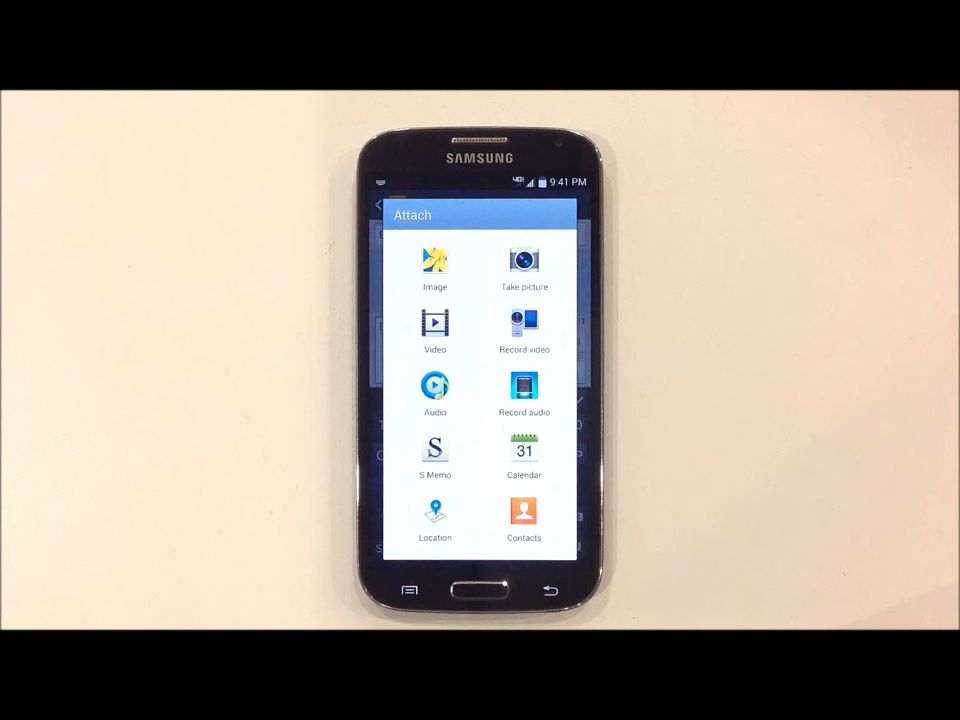 SAMSUNG
4G 9:41 PM
Attach
Image Take picture
Video Record video
Audio Record audio
S
31
S Memo Calendar
Location Contacts